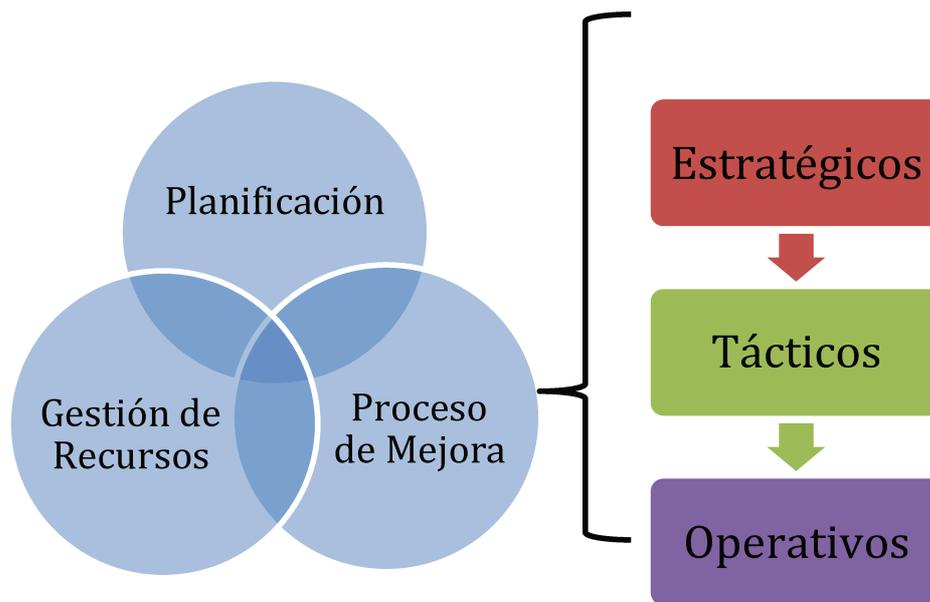 Planificación
Gestión de
Recursos
Proceso
de Mejora
Estratégicos
Tácticos
Operativos